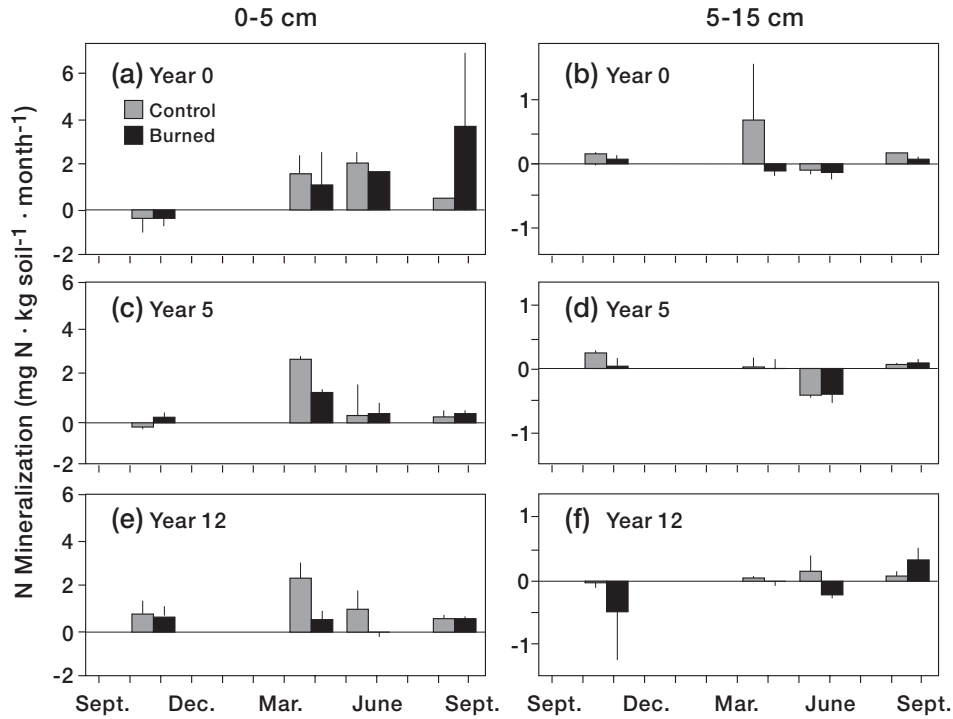 0-5 cm
5-15 cm
N Mineralization (mg N · kg soil⁻¹ · month⁻¹)
(a) Year 0
Control
Burned
6
4
2
0
-2
(b) Year 0
1
0
-1
(c) Year 5
6
4
2
0
-2
(d) Year 5
1
0
-1
(e) Year 12
6
4
2
0
-2
(f) Year 12
1
0
-1
Sept. Dec. Mar. June Sept.
Sept. Dec. Mar. June Sept.